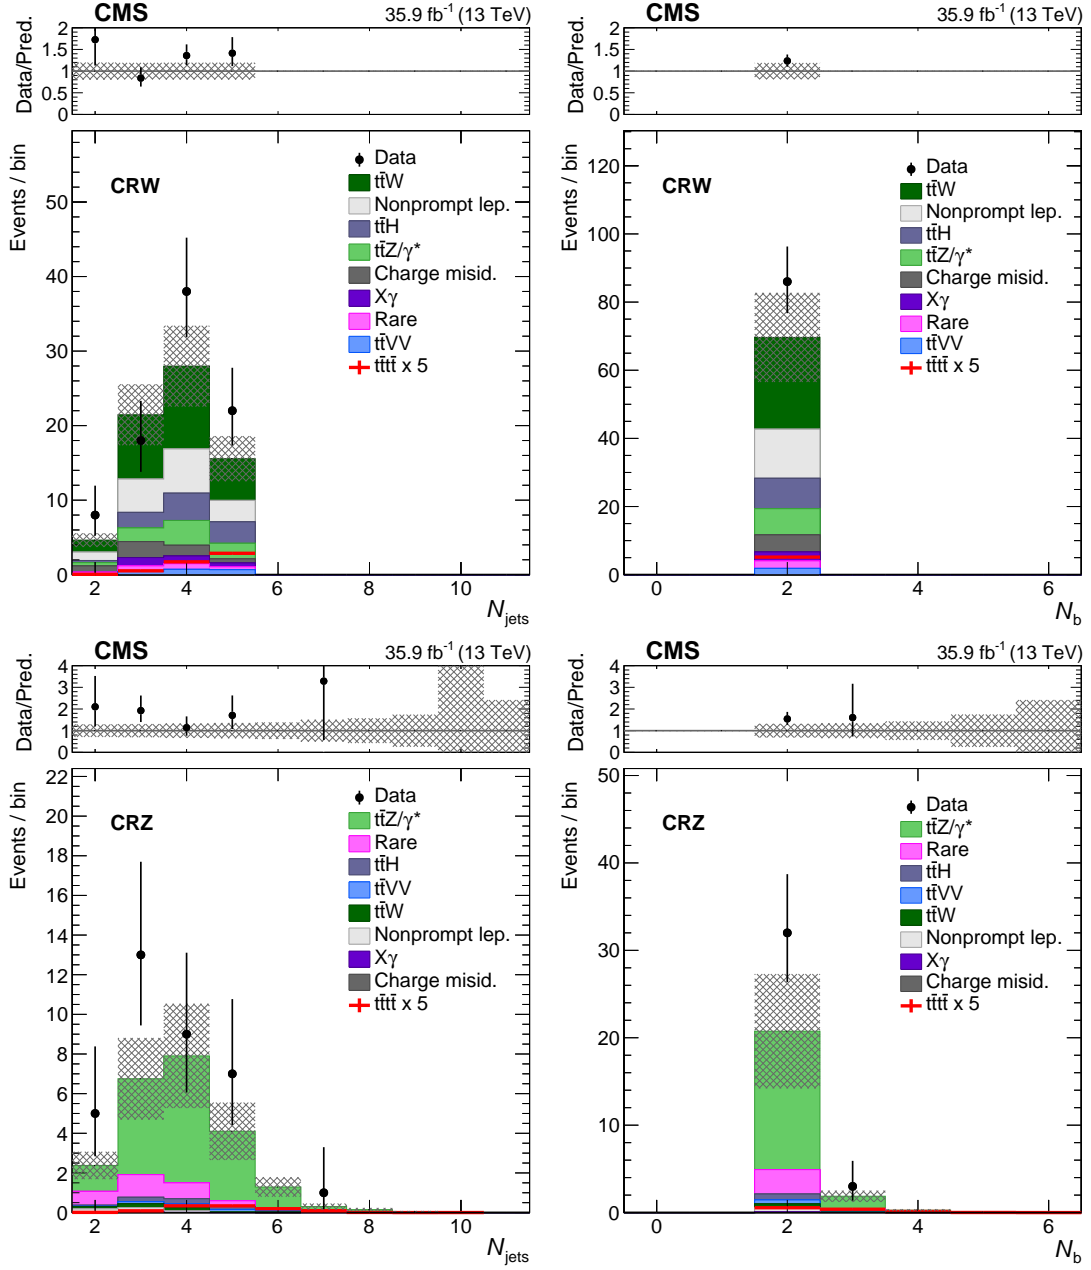 CMS 35.9 fb⁻¹ (13 TeV)
Data/Pred.
2
1.5
1
0.5
0
Events / bin
CRW
50
40
30
20
10
0
Data
tt̄W
Nonprompt lep.
tt̄H
tt̄Z/γ*
Charge misid.
Xγ
Rare
tt̄VV
tt̄tt̄ x 5
2 4 6 8 10
N_jets
CMS 35.9 fb⁻¹ (13 TeV)
Data/Pred.
2
1.5
1
0.5
0
Events / bin
CRW
120
100
80
60
40
20
0
Data
tt̄W
Nonprompt lep.
tt̄H
tt̄Z/γ*
Charge misid.
Xγ
Rare
tt̄VV
tt̄tt̄ x 5
0 2 4 6
N_b
CMS 35.9 fb⁻¹ (13 TeV)
Data/Pred.
4
3
2
1
0
Events / bin
CRZ
22
20
18
16
14
12
10
8
6
4
2
0
Data
tt̄Z/γ*
Rare
tt̄H
tt̄VV
tt̄W
Nonprompt lep.
Xγ
Charge misid.
tt̄tt̄ x 5
2 4 6 8 10
N_jets
CMS 35.9 fb⁻¹ (13 TeV)
Data/Pred.
4
3
2
1
0
Events / bin
CRZ
50
40
30
20
10
0
Data
tt̄Z/γ*
Rare
tt̄H
tt̄VV
tt̄W
Nonprompt lep.
Xγ
Charge misid.
tt̄tt̄ x 5
0 2 4 6
N_b